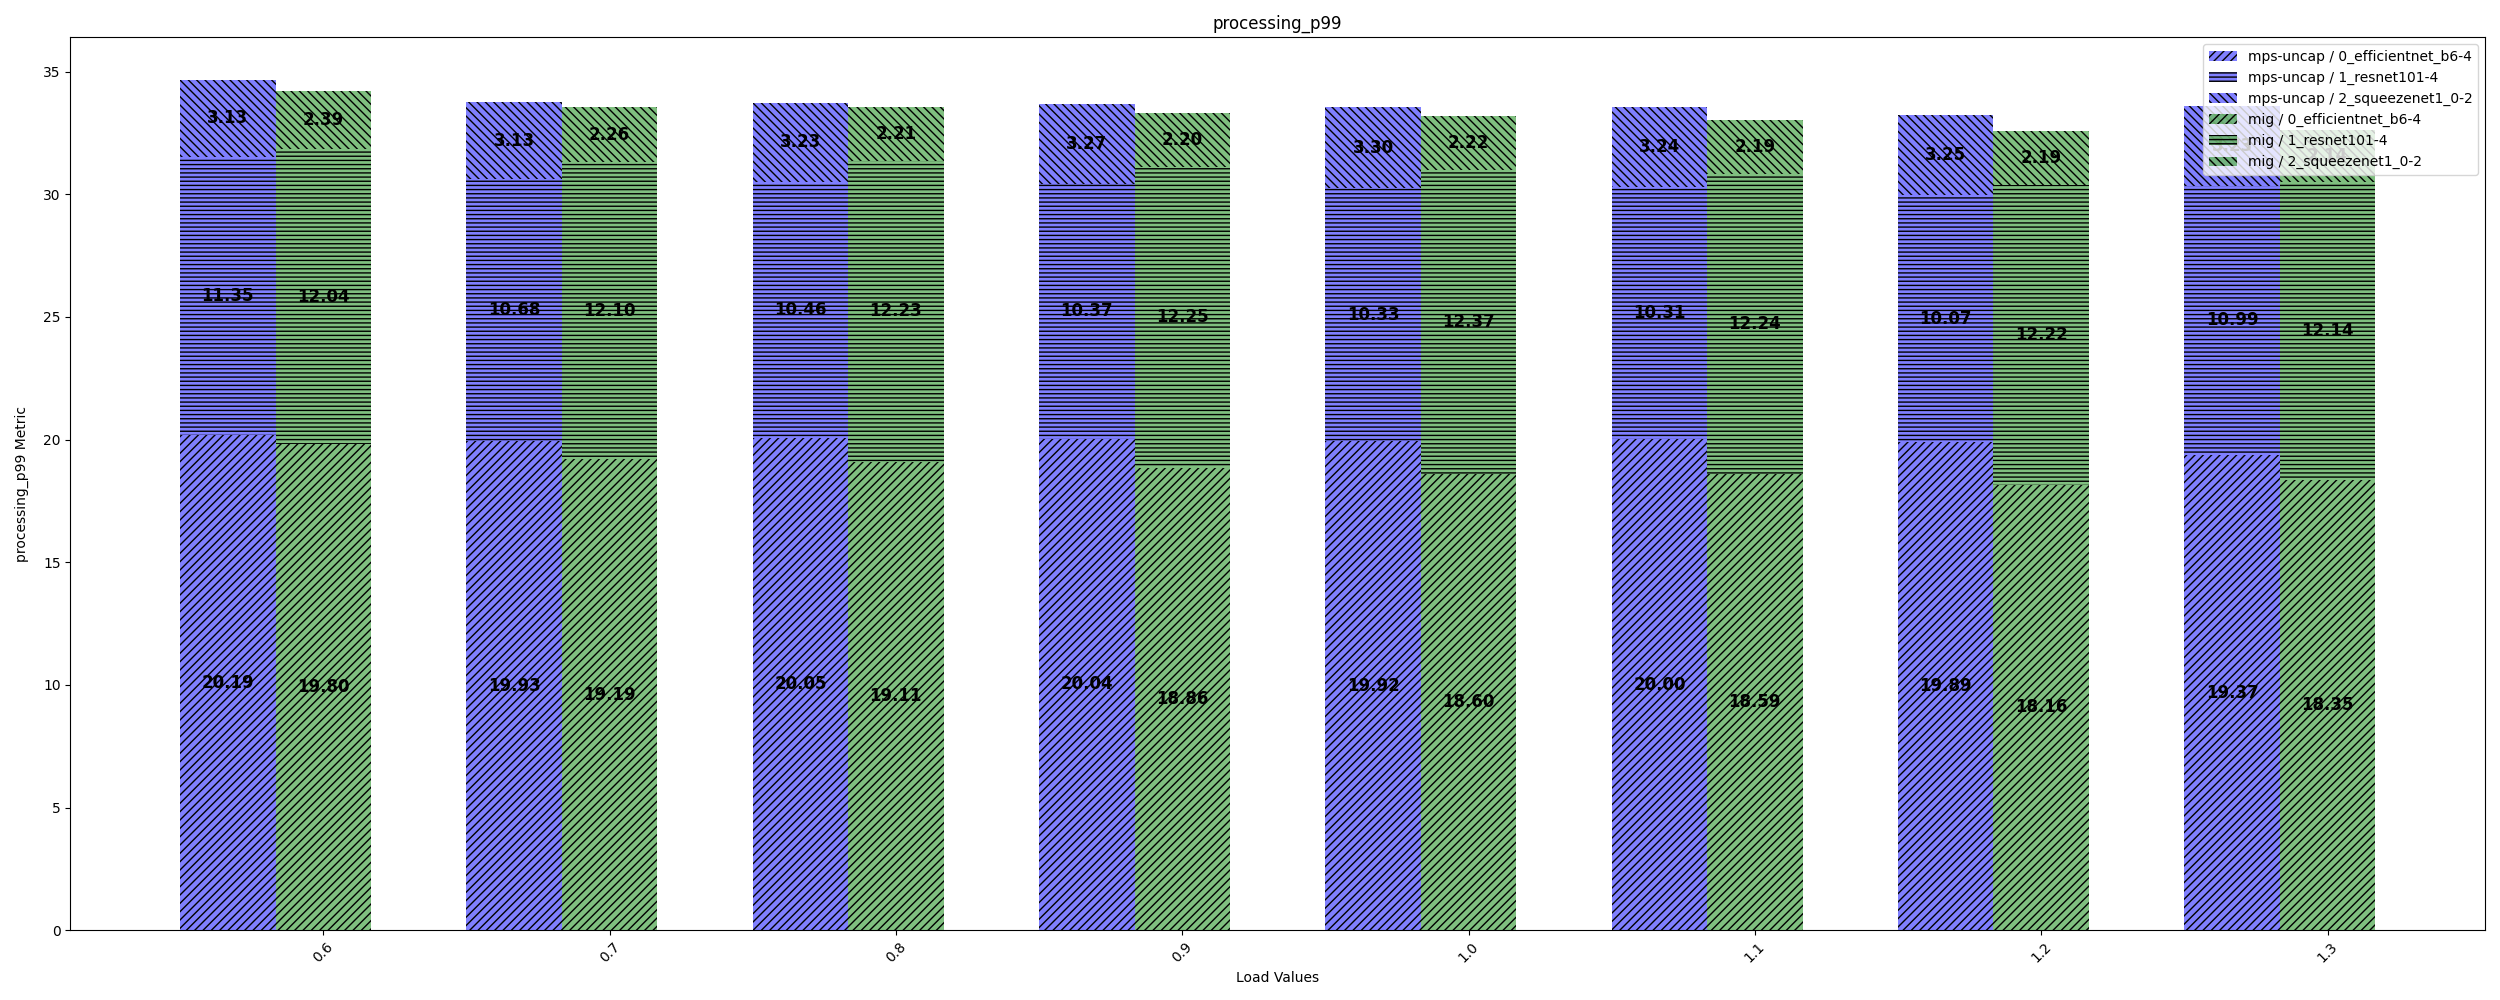 processing_p99
mps-uncap / 0_efficientnet_b6-4
mps-uncap / 1_resnet101-4
mps-uncap / 2_squeezenet1_0-2
mig / 0_efficientnet_b6-4
mig / 1_resnet101-4
mig / 2_squeezenet1_0-2
processing_p99 Metric
35
30
25
20
15
10
5
0
3.13 2.39 3.13 2.26 3.23 2.21 3.27 2.20 3.30 2.22 3.24 2.19 3.25 2.19
11.35 12.04 10.68 12.10 10.46 12.23 10.37 12.25 10.33 12.37 10.31 12.24 10.07 12.22 10.99 12.14
20.19 19.80 19.93 19.19 20.05 19.11 20.04 18.86 19.92 18.60 20.00 18.59 19.89 18.16 19.37 18.35
0.6 0.7 0.8 0.9 1.0 1.1 1.2 1.3
Load Values